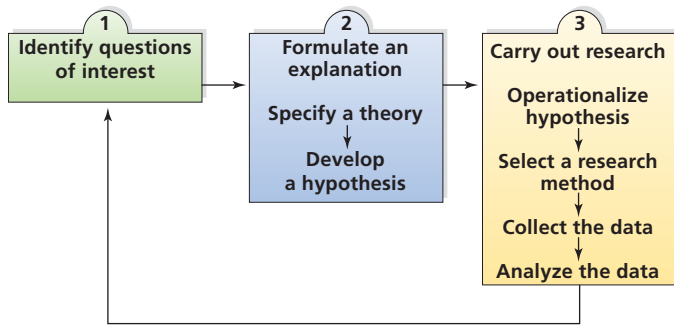 1
Identify questions
of interest
2
Formulate an
explanation
Specify a theory
Develop
a hypothesis
3
Carry out research
Operationalize
hypothesis
Select a research
method
Collect the data
Analyze the data